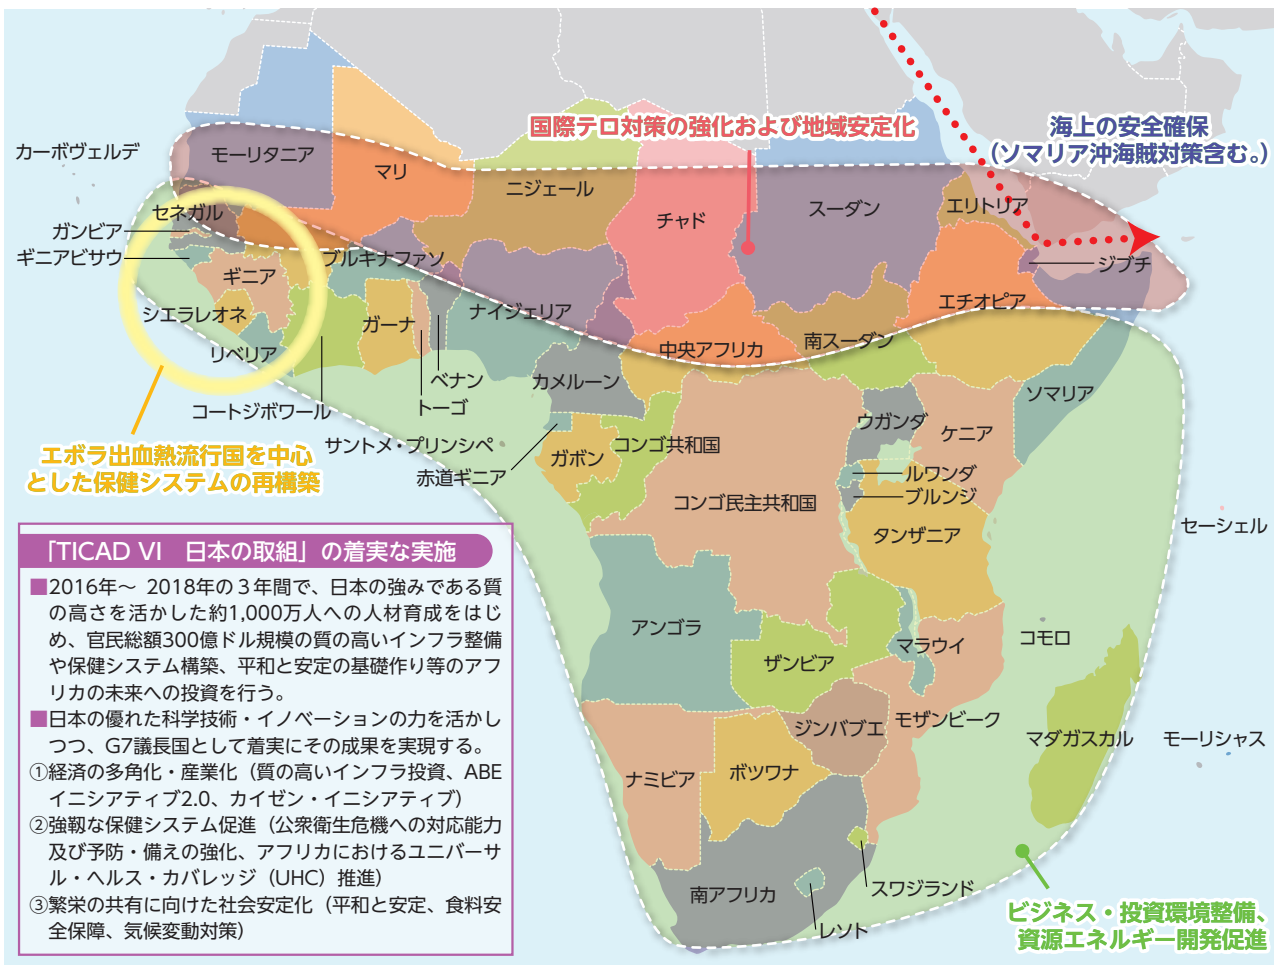 国際テロ対策の強化および地域安定化
海上の安全確保
（ソマリア沖海賊対策含む。）
カーボヴェルデ
モーリタニア
マリ
ニジェール
チャド
スーダン
エリトリア
セネガル
ガンビア
ギニアビサウ
ギニア
ブルキナファソ
ジブチ
シエラレオネ
ガーナ
ナイジェリア
エチオピア
リベリア
中央アフリカ
南スーダン
ベナン
カメルーン
ソマリア
トーゴ
コートジボワール
ウガンダ
ケニア
サントメ・プリンシペ
コンゴ共和国
ガボン
赤道ギニア
ルワンダ
ブルンジ
コンゴ民主共和国
タンザニア
セーシェル
エボラ出血熱流行国を中心
とした保健システムの再構築
アンゴラ
ザンビア
マラウイ
コモロ
ジンバブエ
モザンビーク
マダガスカル
モーリシャス
ナミビア
ボツワナ
南アフリカ
スワジランド
レソト
ビジネス・投資環境整備、
資源エネルギー開発促進
「TICAD VI　日本の取組」の着実な実施
■2016年～ 2018年の３年間で、日本の強みである質
の高さを活かした約1,000万人への人材育成をはじ
め、官民総額300億ドル規模の質の高いインフラ整備
や保健システム構築、平和と安定の基礎作り等のアフ
リカの未来への投資を行う。
■日本の優れた科学技術・イノベーションの力を活かし
つつ、G7議長国として着実にその成果を実現する。
①経済の多角化・産業化（質の高いインフラ投資、ABE
イニシアティブ2.0、カイゼン・イニシアティブ）
②強靱な保健システム促進（公衆衛生危機への対応能力
及び予防・備えの強化、アフリカにおけるユニバーサ
ル・ヘルス・カバレッジ（UHC）推進）
③繁栄の共有に向けた社会安定化（平和と安定、食料安
全保障、気候変動対策）